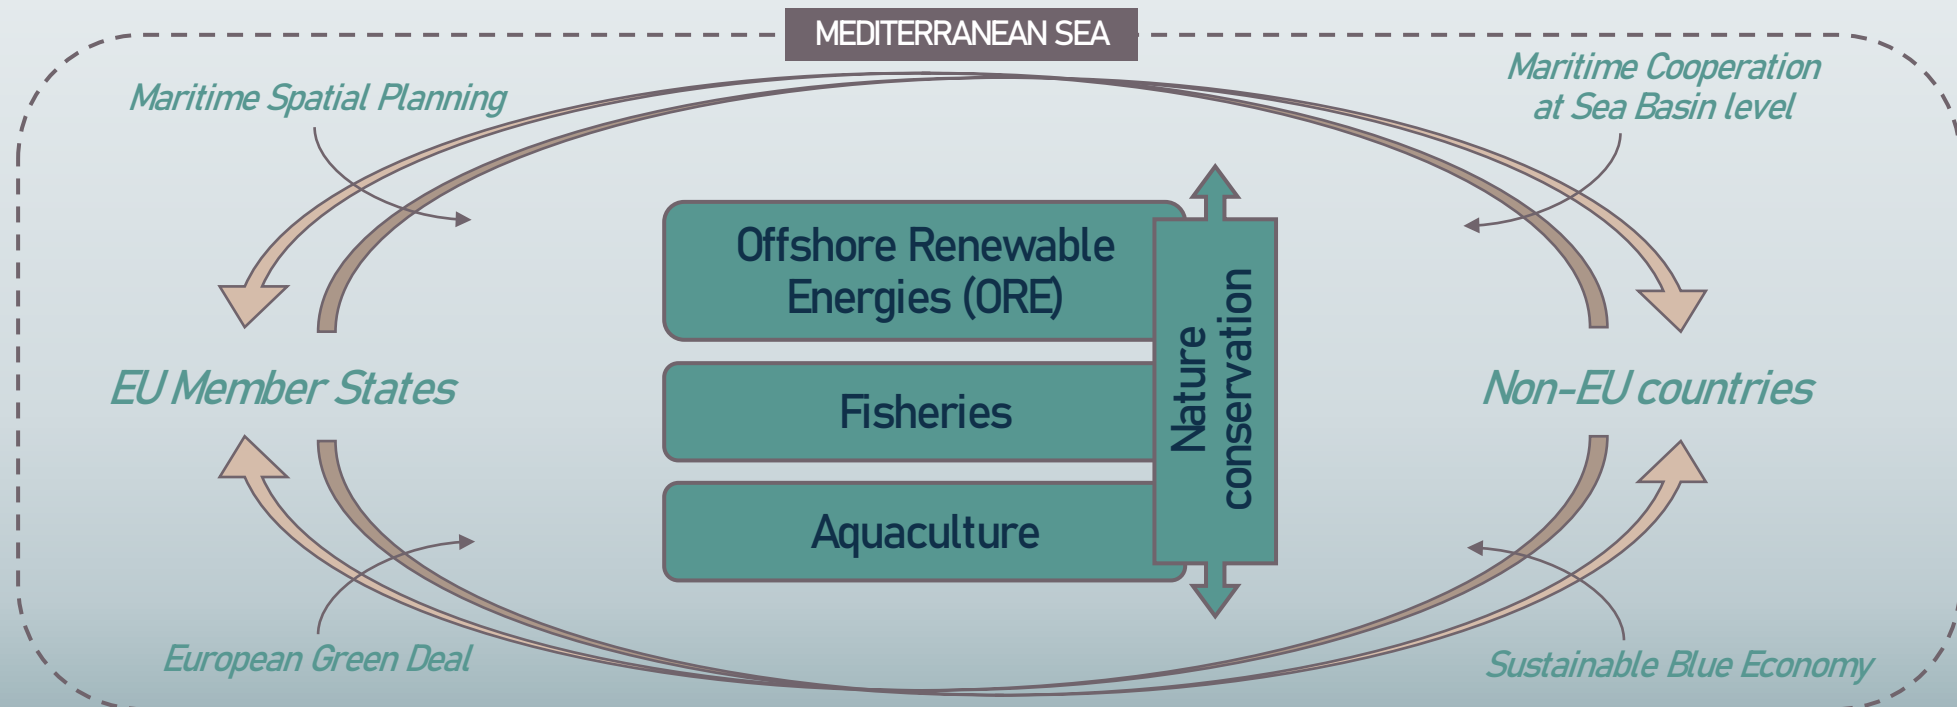 MEDITERRANEAN SEA
Maritime Spatial Planning
Maritime Cooperation
at Sea Basin level
Offshore Renewable
Energies (ORE)
Nature
conservation
EU Member States
Fisheries
Non-EU countries
Aquaculture
European Green Deal
Sustainable Blue Economy